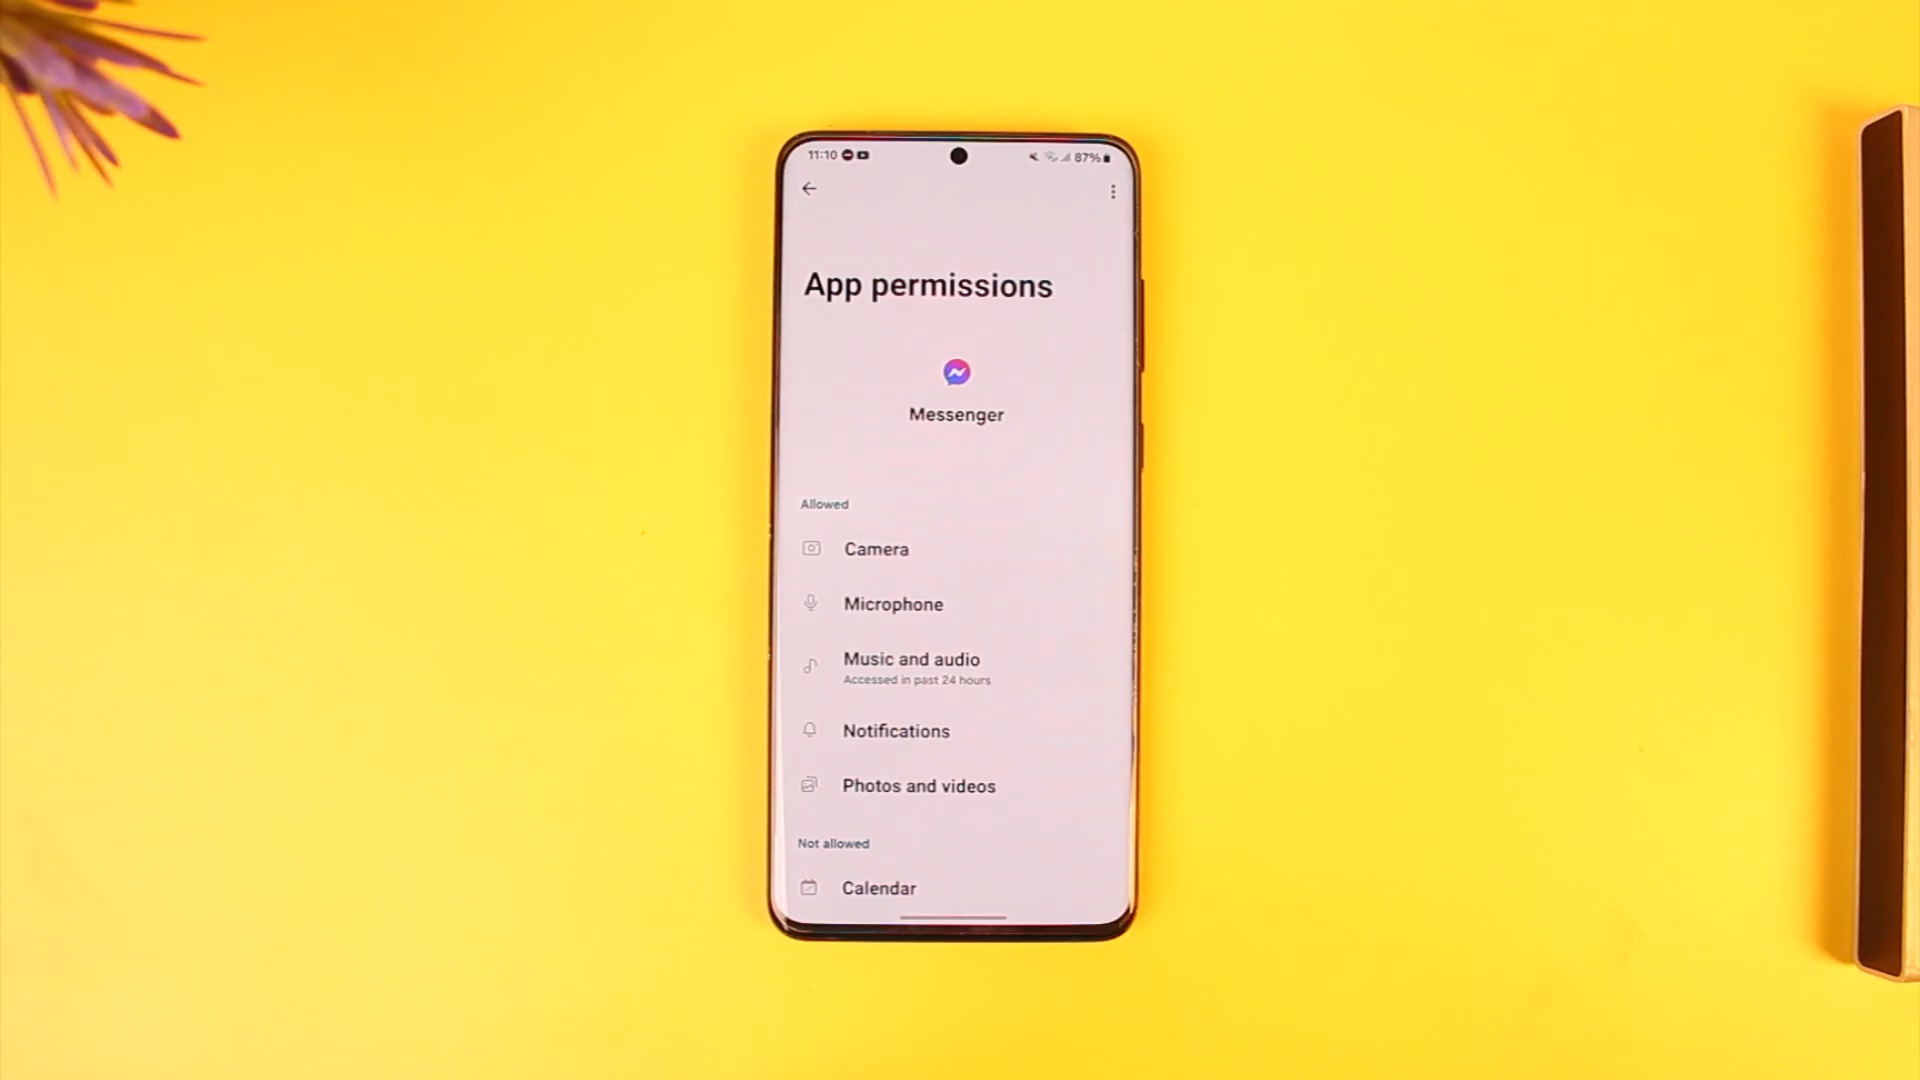 11:10
87%
App permissions
Messenger
Allowed
Camera
Microphone
Music and audio
Accessed in past 24 hours
Notifications
Photos and videos
Not allowed
Calendar